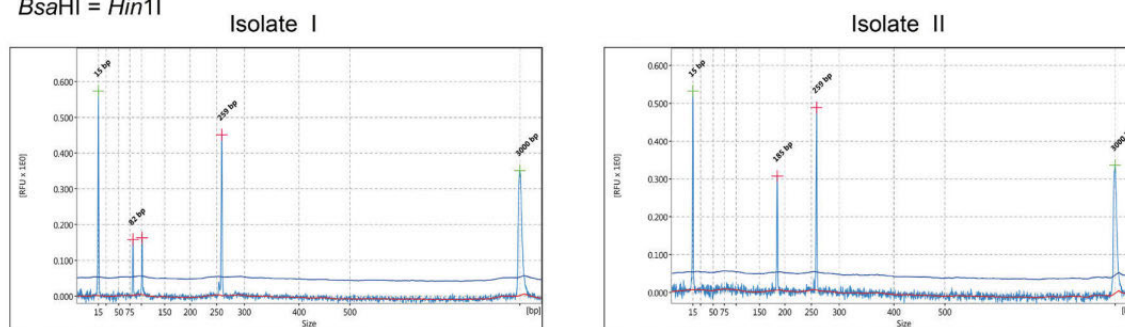 BsaHI = Hin1I
Isolate I
0.600
0.500
0.400
0.300
0.200
0.100
0.000
[RFU x 1E0]
15 bp
82 bp
259 bp
3000 bp
15 50 75 150 200 250 300 400 500 [bp]
Size
Isolate II
0.600
0.500
0.400
0.300
0.200
0.100
0.000
[RFU x 1E0]
15 bp
185 bp
259 bp
3000
15 50 75 150 200 250 300 400 500
Size